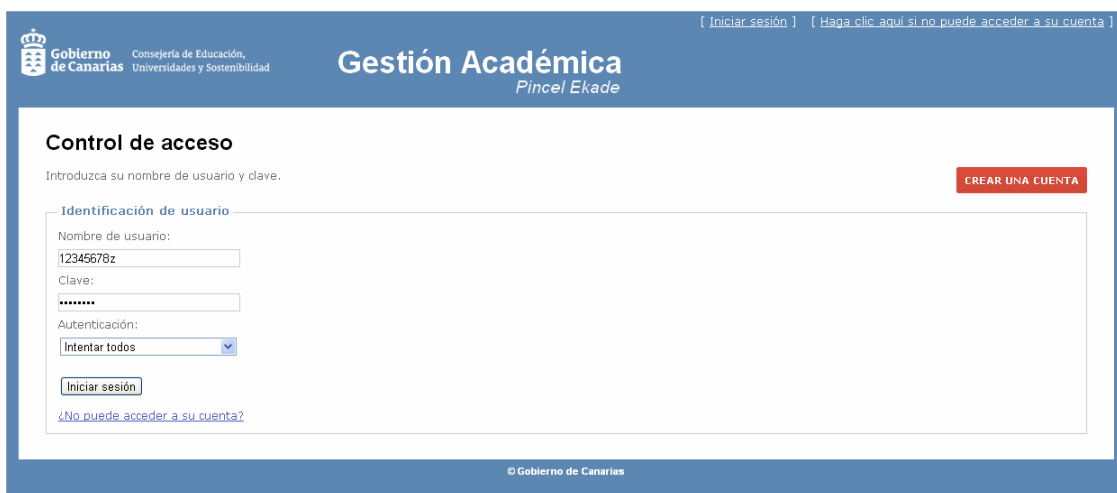 [ Iniciar sesión ] [ Haga clic aquí si no puede acceder a su cuenta ]
Gobierno de Canarias
Consejería de Educación,
Universidades y Sostenibilidad
Gestión Académica
Pincel Ekade
Control de acceso
Introduzca su nombre de usuario y clave.
CREAR UNA CUENTA
Identificación de usuario
Nombre de usuario:
12345678z
Clave:
••••••••
Autenticación:
Intentar todos
Iniciar sesión
¿No puede acceder a su cuenta?
© Gobierno de Canarias